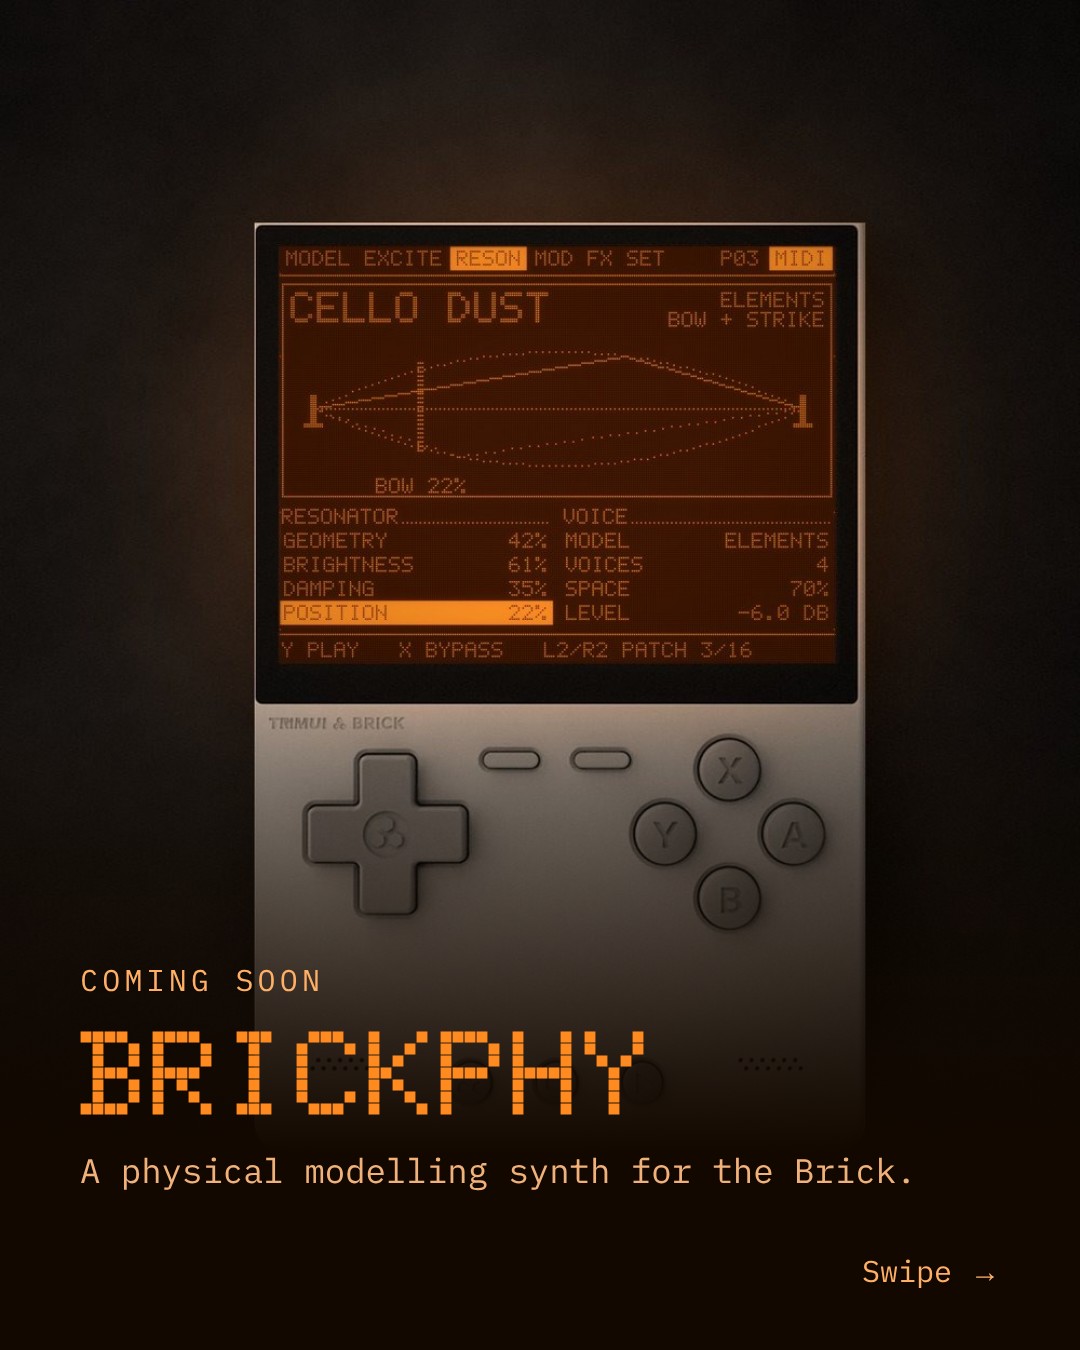 MODEL EXCITE RESON MOD FX SET P03 MIDI
CELLO DUST
ELEMENTS
BOW + STRIKE
BOW 22%
RESONATOR VOICE
GEOMETRY 42% MODEL ELEMENTS
BRIGHTNESS 61% VOICES 4
DAMPING 35% SPACE 70%
POSITION 22% LEVEL -6.0 DB
Y PLAY X BYPASS L2/R2 PATCH 3/16
TRIMUI & BRICK
X
Y A
B
COMING SOON
BRICKPHY
A physical modelling synth for the Brick.
Swipe →